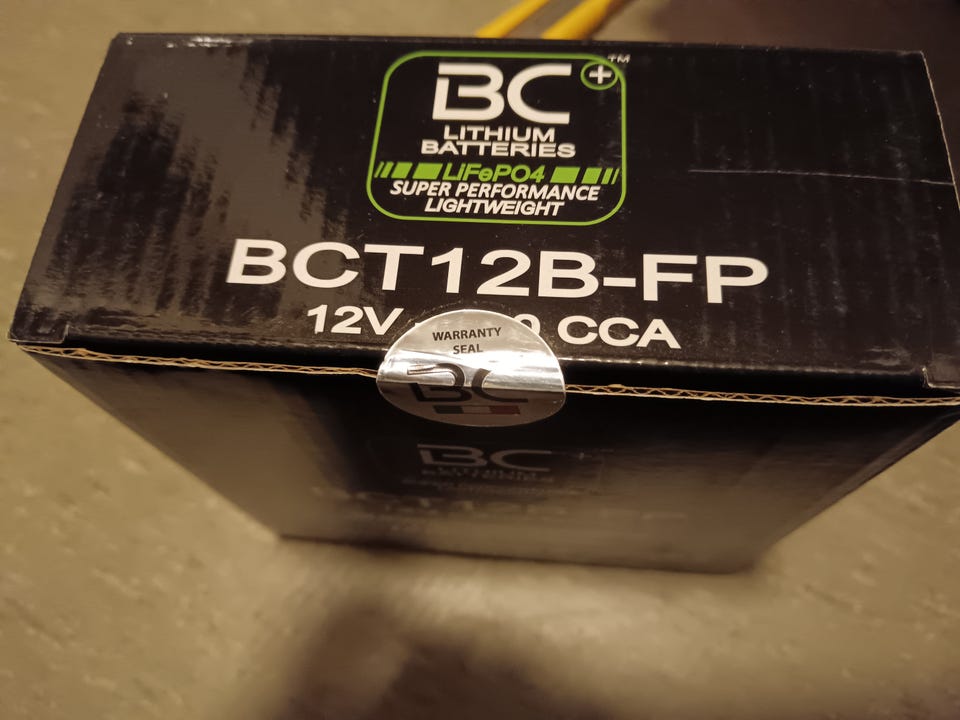 BC+™
LITHIUM
BATTERIES
LiFePO4
SUPER PERFORMANCE
LIGHTWEIGHT
BCT12B-FP
12V CCA
WARRANTY
SEAL
BC
BC